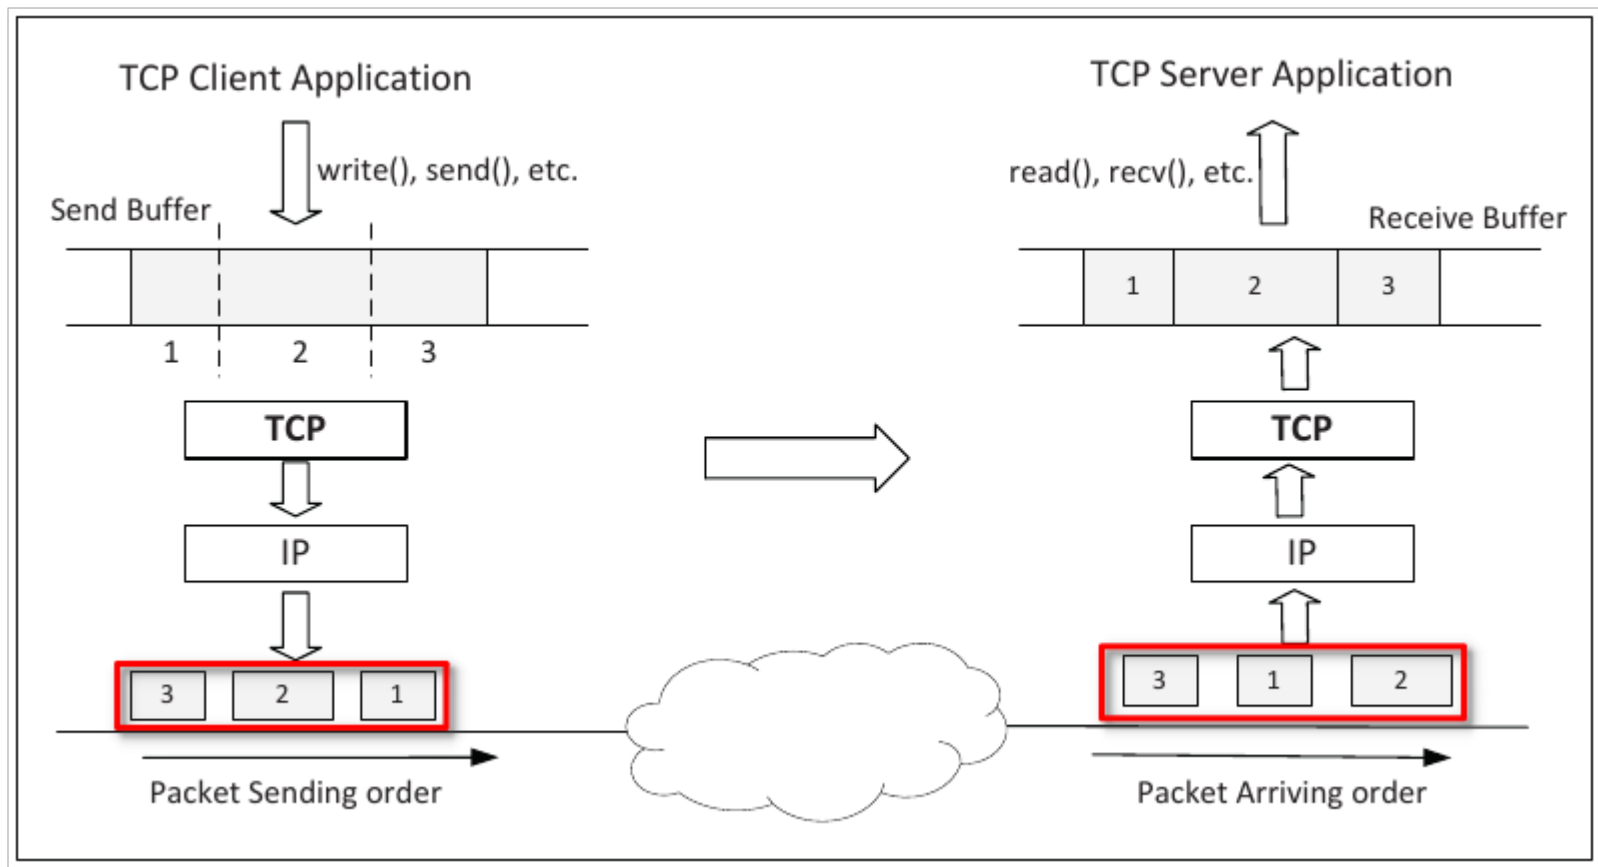 TCP Client Application
TCP Server Application
write(), send(), etc.
read(), recv(), etc.
Send Buffer
Receive Buffer
1 2 3
1 2 3
TCP
TCP
IP
IP
3 2 1
3 1 2
Packet Sending order
Packet Arriving order